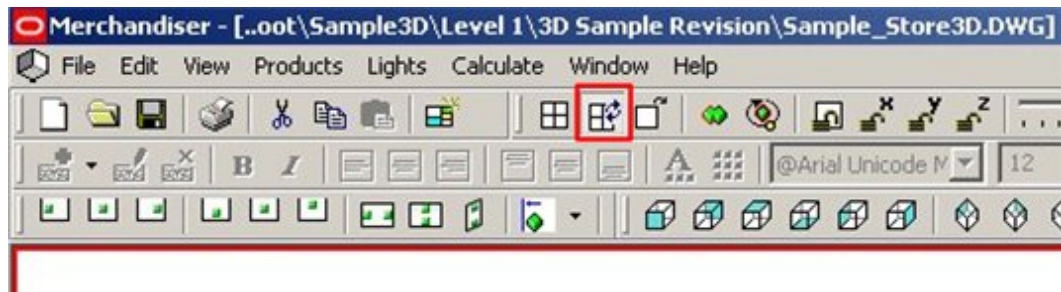 Merchandiser - [..oot\Sample3D\Level 1\3D Sample Revision\Sample_Store3D.DWG]
File Edit View Products Lights Calculate Window Help
x y z
B I A @Arial Unicode M 12